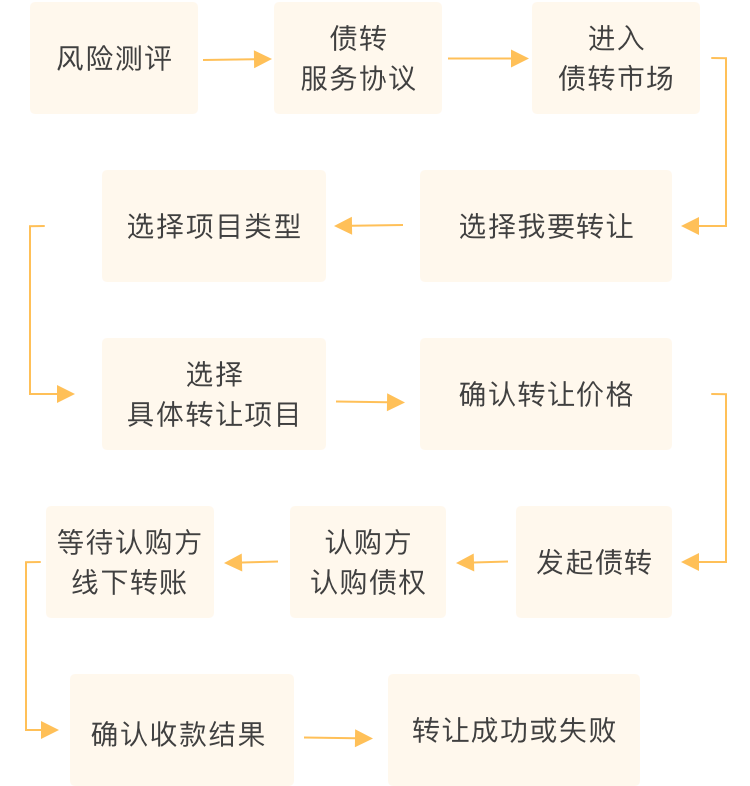 风险测评
债转
服务协议
进入
债转市场
选择我要转让
选择项目类型
选择
具体转让项目
确认转让价格
发起债转
认购方
认购债权
等待认购方
线下转账
确认收款结果
转让成功或失败